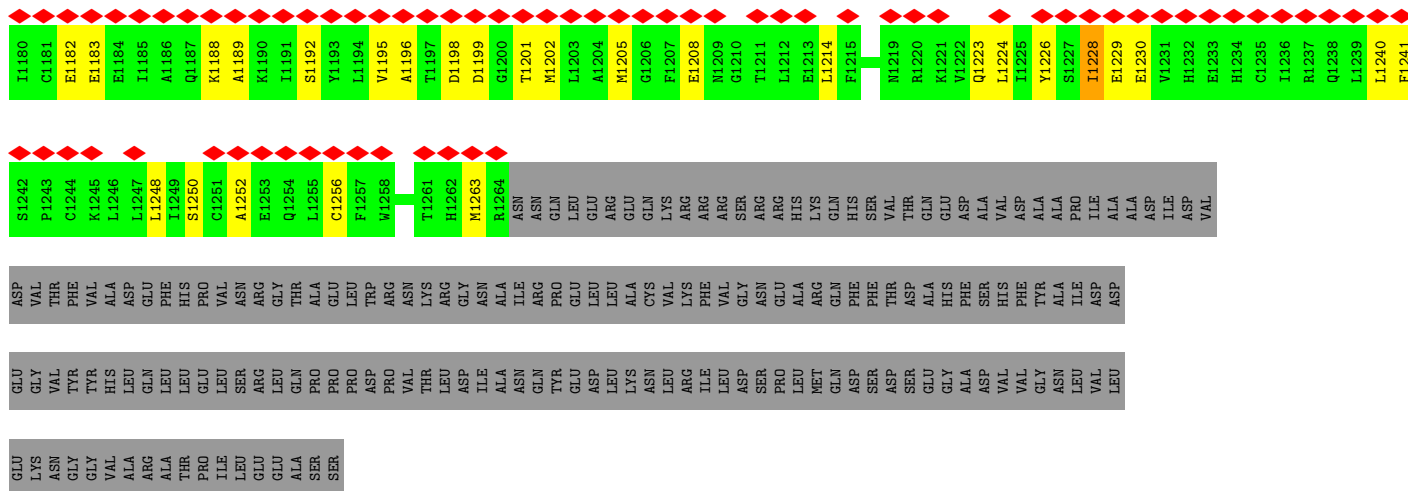 I1180 C1181 E1182 E1183 E1184 I1185 A1186 Q1187 K1188 A1189 K1190 I1191 S1192 Y1193 L1194 V1195 A1196 T1197 D1198 D1199 G1200 T1201 M1202 L1203 A1204 M1205 G1206 F1207 E1208 N1209 G1210 T1211 L1212 E1213 L1214 F1215 N1219 R1220 K1221 V1222 Q1223 L1224 I1225 Y1226 S1227 I1228 E1229 E1230 V1231 H1232 E1233 H1234 C1235 I1236 R1237 Q1238 L1239 L1240 F1241
S1242 P1243 C1244 K1245 L1246 L1247 L1248 I1249 S1250 C1251 A1252 E1253 Q1254 L1255 C1256 F1257 W1258 T1261 H1262 M1263 R1264 ASN ASN GLN LEU GLU ARG GLU GLN LYS ARG ARG ARG SER ARG ARG HIS LYS GLN HIS SER VAL THR GLN GLU ASP ALA VAL ASP ALA ALA PRO ILE ALA ALA ASP ILE ASP VAL
ASP VAL THR PHE VAL ALA ASP GLU PHE HIS PRO VAL ASN ARG GLY THR ALA GLU LEU TRP ARG ASN LYS ARG GLY ASN ALA ILE ARG PRO GLU LEU LEU ALA CYS VAL LYS PHE VAL GLY ASN GLU ALA ARG GLN PHE PHE THR ASP ALA HIS PHE SER HIS PHE TYR ALA ILE ASP ASP
GLU GLY VAL TYR TYR HIS LEU GLN LEU LEU GLU LEU SER ARG LEU GLN PRO PRO PRO ASP PRO VAL THR LEU ASP ILE ALA ASN GLN TYR GLU ASP LEU LYS ASN LEU ARG ILE LEU ASP SER PRO LEU MET GLN ASP SER ASP SER GLU GLY ALA ASP VAL VAL GLY ASN LEU VAL LEU
GLU LYS ASN GLY GLY VAL ALA ARG ALA THR PRO ILE LEU GLU GLU ALA SER SER